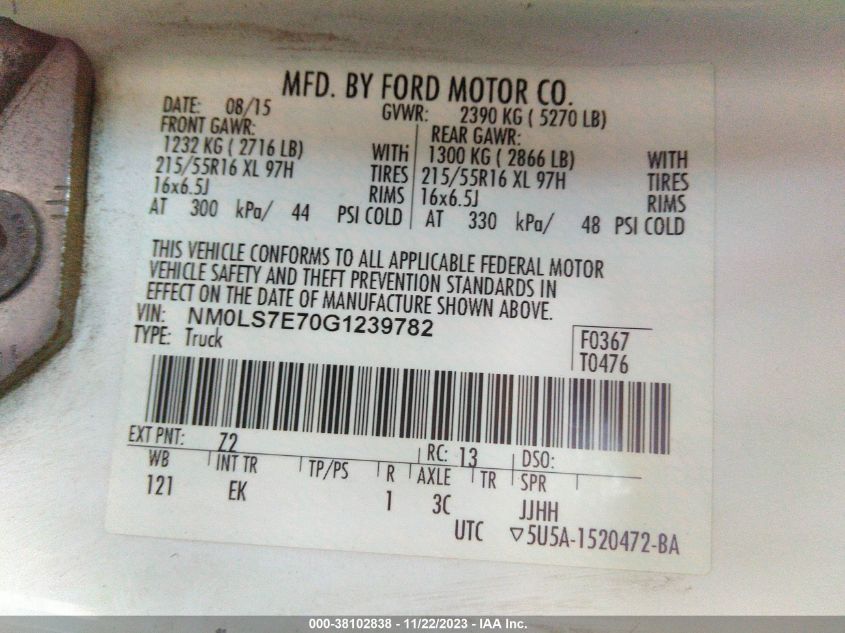 MFD. BY FORD MOTOR CO.
DATE: 08/15 GVWR: 2390 KG ( 5270 LB)
FRONT GAWR: REAR GAWR:
1232 KG ( 2716 LB) WITH 1300 KG ( 2866 LB) WITH
215/55R16 XL 97H TIRES 215/55R16 XL 97H TIRES
16x6.5J RIMS 16x6.5J RIMS
AT 300 kPa/ 44 PSI COLD AT 330 kPa/ 48 PSI COLD
THIS VEHICLE CONFORMS TO ALL APPLICABLE FEDERAL MOTOR
VEHICLE SAFETY AND THEFT PREVENTION STANDARDS IN
EFFECT ON THE DATE OF MANUFACTURE SHOWN ABOVE.
VIN: NM0LS7E70G1239782
TYPE: Truck
F0367
T0476
EXT PNT: Z2 RC: 13 DSO:
WB INT TR TP/PS R AXLE TR SPR
121 EK 1 3C JJHH
UTC ▽5U5A-1520472-BA
000-38102838 - 11/22/2023 - IAA Inc.